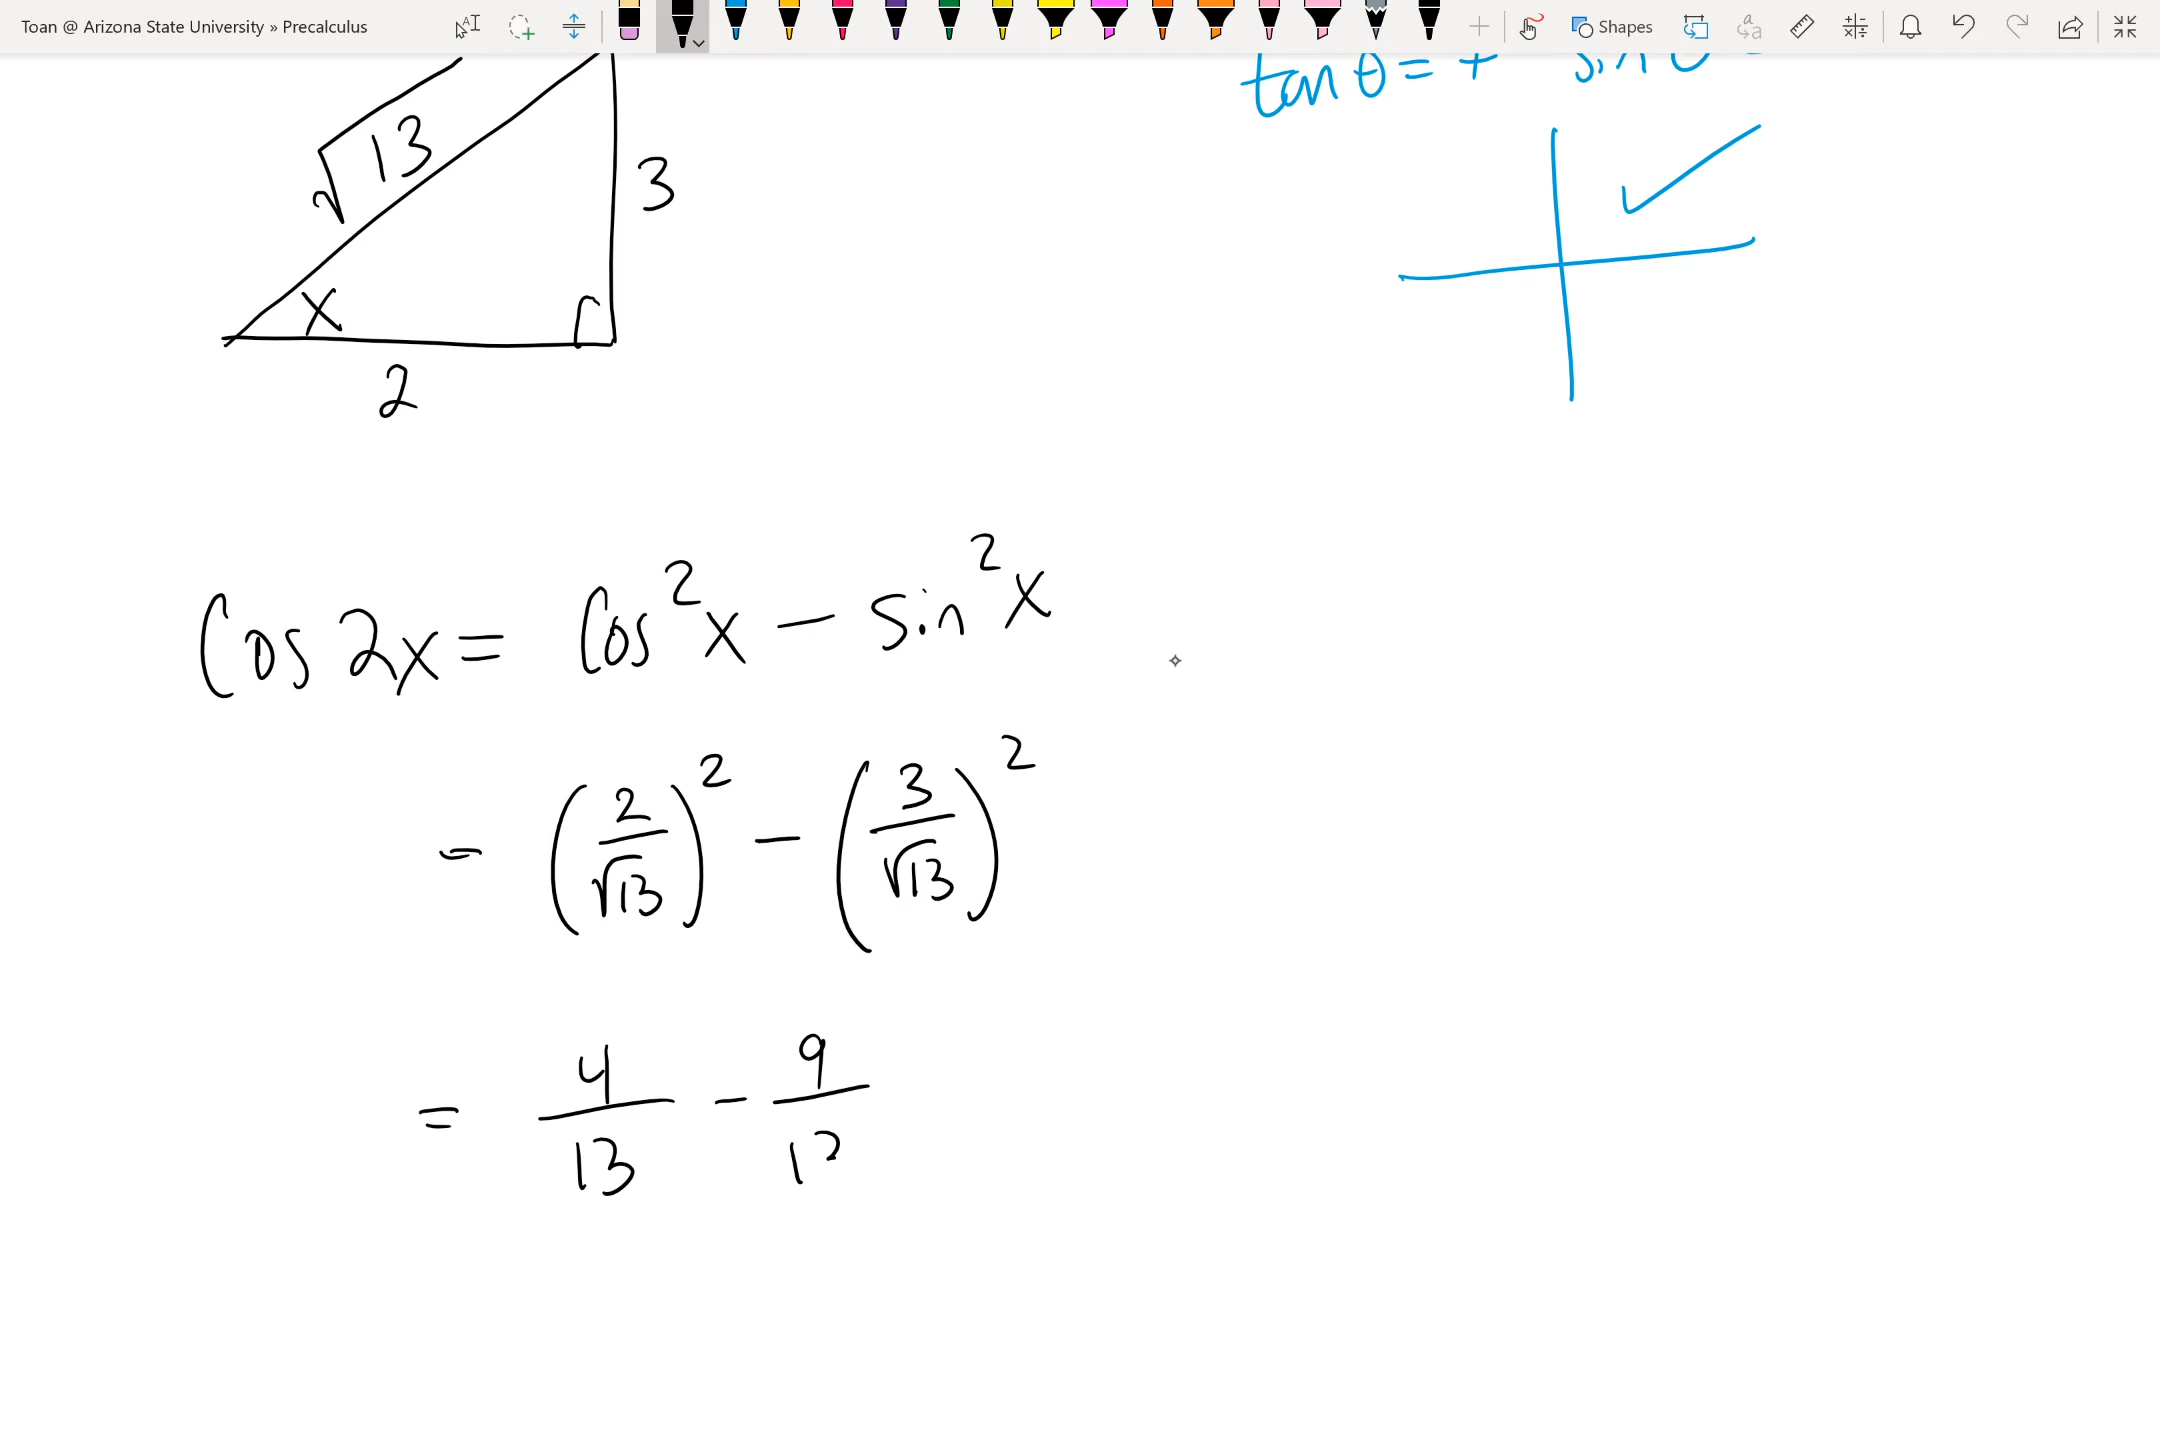 Toan @ Arizona State University » Precalculus
Shapes
tan θ = + sin θ
√13
3
x
2
Cos 2x = Cos²x − sin²x
= (2/√13)² − (3/√13)²
= 4/13 − 9/13